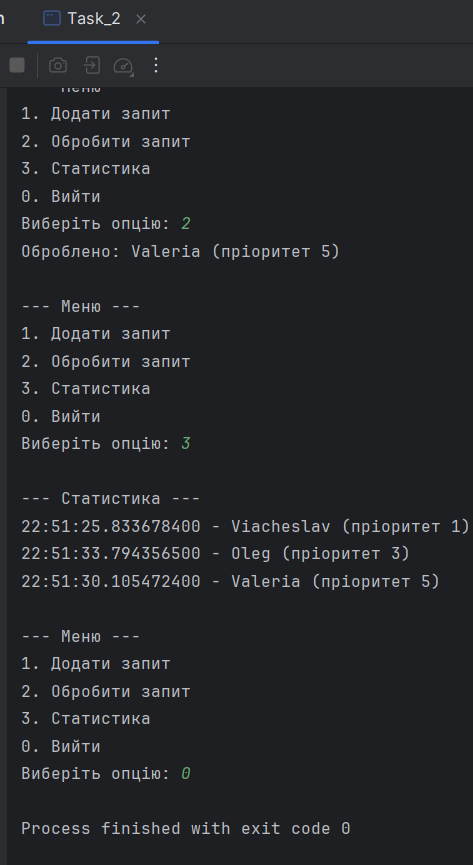 Task_2
Меню
1. Додати запит
2. Обробити запит
3. Статистика
0. Вийти
Виберіть опцію: 2
Оброблено: Valeria (пріоритет 5)
--- Меню ---
1. Додати запит
2. Обробити запит
3. Статистика
0. Вийти
Виберіть опцію: 3
--- Статистика ---
22:51:25.833678400 - Viacheslav (пріоритет 1)
22:51:33.794356500 - Oleg (пріоритет 3)
22:51:30.105472400 - Valeria (пріоритет 5)
--- Меню ---
1. Додати запит
2. Обробити запит
3. Статистика
0. Вийти
Виберіть опцію: 0
Process finished with exit code 0